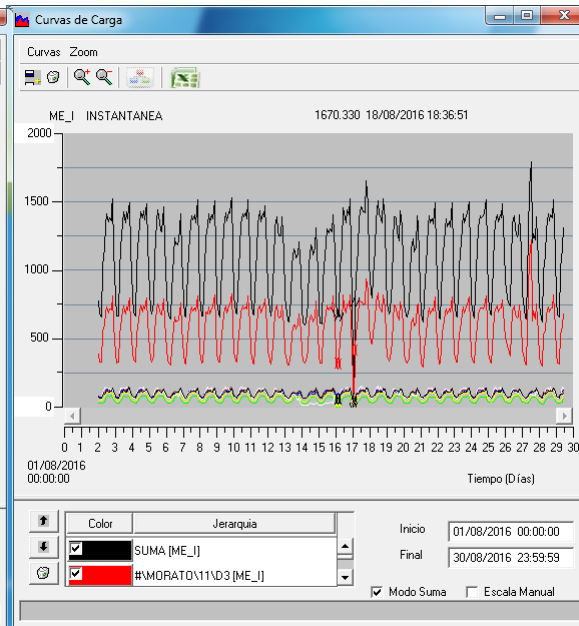 Curvas de Carga
Curvas Zoom
ME_I INSTANTANEA 1670.330 18/08/2016 18:36:51
2000
1500
1000
500
0
0 1 2 3 4 5 6 7 8 9 10 11 12 13 14 15 16 17 18 19 20 21 22 23 24 25 26 27 28 29 30
01/08/2016
00:00:00
Tiempo (Días)
Color Jerarquia
SUMA [ME_I]
#\MORATO\11\D3 [ME_I]
Inicio 01/08/2016 00:00:00
Final 30/08/2016 23:59:59
Modo Suma Escala Manual